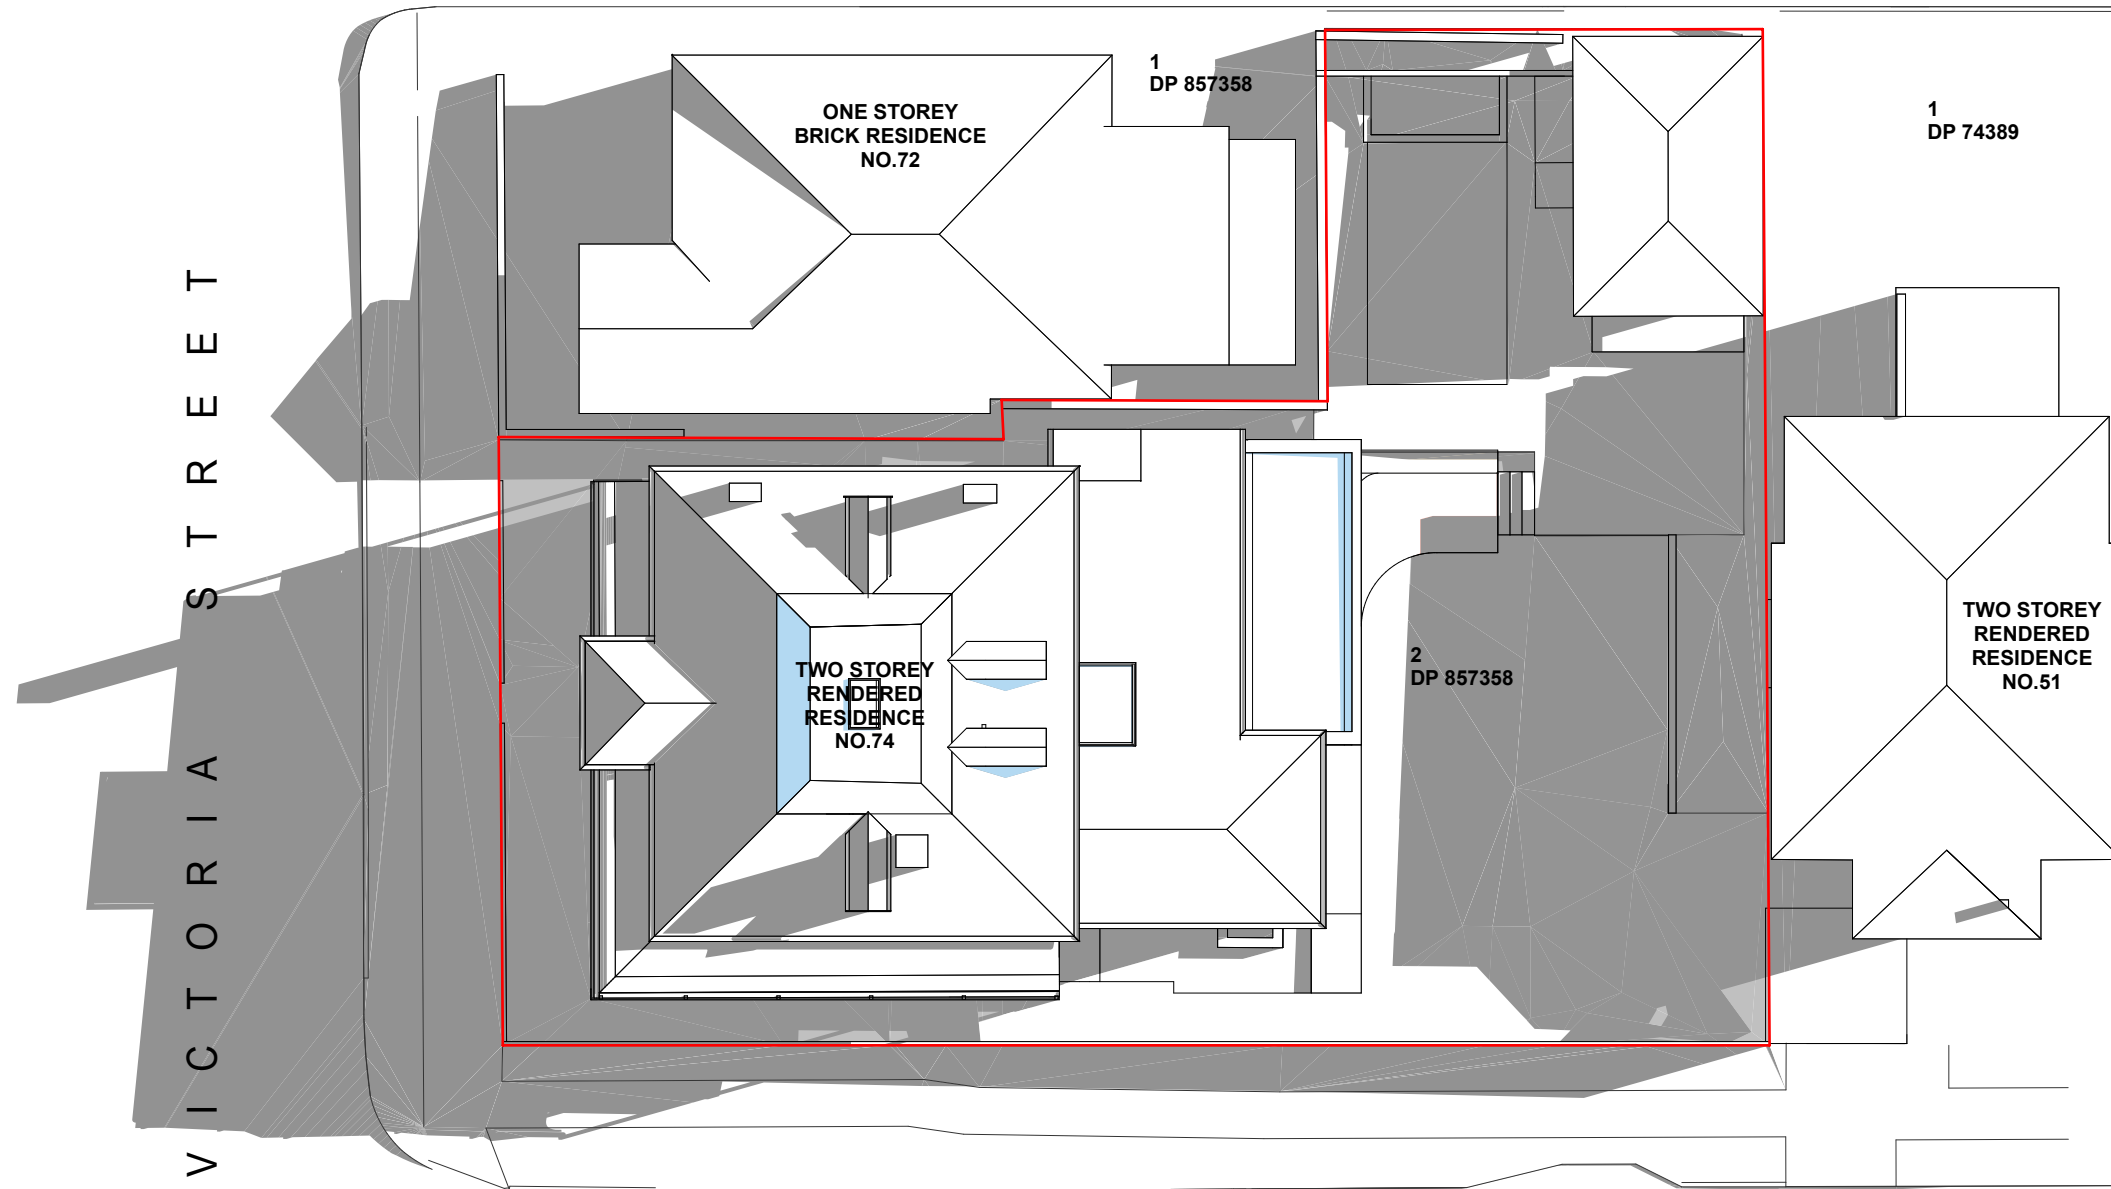 1
DP 857358
ONE STOREY
BRICK RESIDENCE
NO.72
1
DP 74389
VICTORIA STREET
TWO STOREY
RENDERED
RESIDENCE
NO.74
2
DP 857358
TWO STOREY
RENDERED
RESIDENCE
NO.51